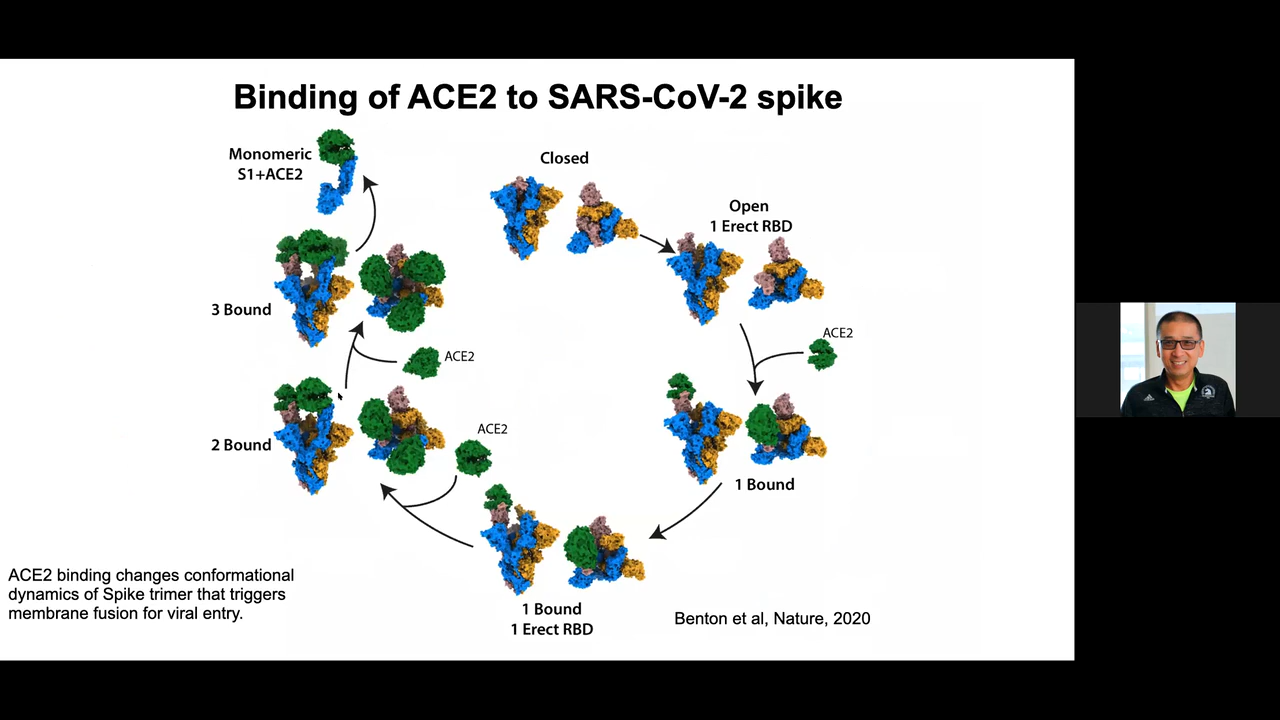 Binding of ACE2 to SARS-CoV-2 spike
Monomeric
S1+ACE2
Closed
Open
1 Erect RBD
3 Bound
ACE2
ACE2
2 Bound
ACE2
1 Bound
ACE2 binding changes conformational
dynamics of Spike trimer that triggers
membrane fusion for viral entry.
1 Bound
1 Erect RBD
Benton et al, Nature, 2020